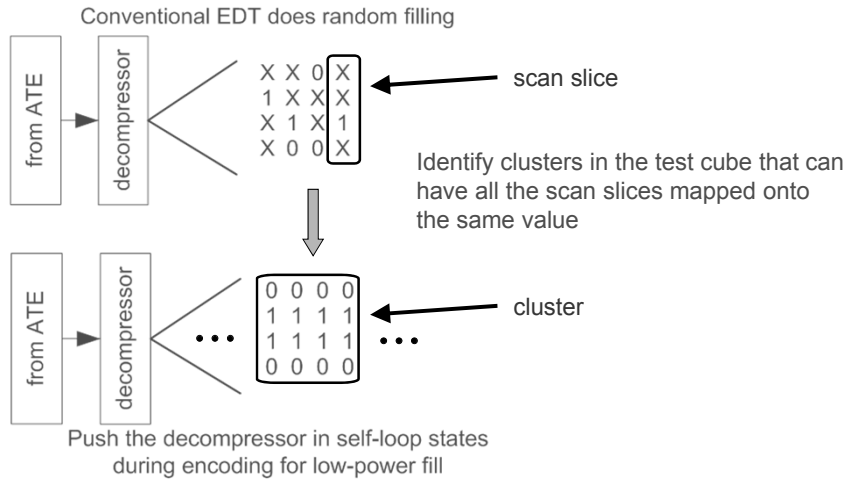 Conventional EDT does random filling
from ATE
decompressor
X X 0 X
1 X X X
X 1 X 1
X 0 0 X
scan slice
Identify clusters in the test cube that can
have all the scan slices mapped onto
the same value
from ATE
decompressor
•••
0 0 0 0
1 1 1 1
1 1 1 1
0 0 0 0
•••
cluster
Push the decompressor in self-loop states
during encoding for low-power fill